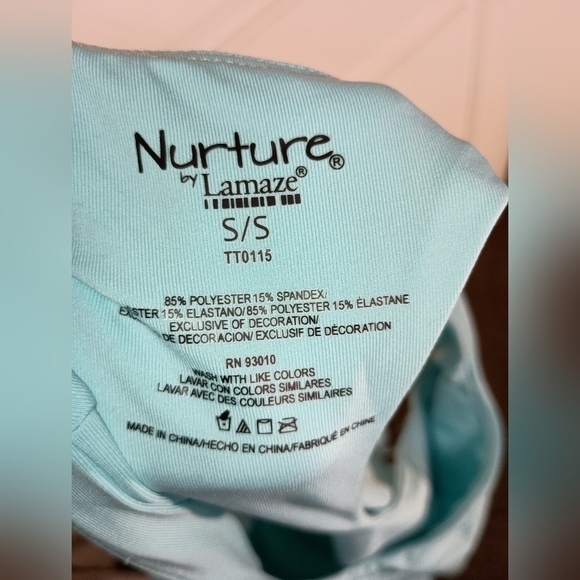 Nurture®
by Lamaze®
S/S
TT0115
85% POLYESTER 15% SPANDEX/
15% ELASTANO/85% POLYESTER 15% ÉLASTANE
EXCLUSIVE OF DECORATION/
DE DECORACION/ EXCLUSIF DE DÉCORATION
RN 93010
WASH WITH LIKE COLORS
LAVAR CON COLORS SIMILARES
LAVAR AVEC DES COULEURS SIMILAIRES
MADE IN CHINA/HECHO EN CHINA/FABRIQUÉ EN CHINE